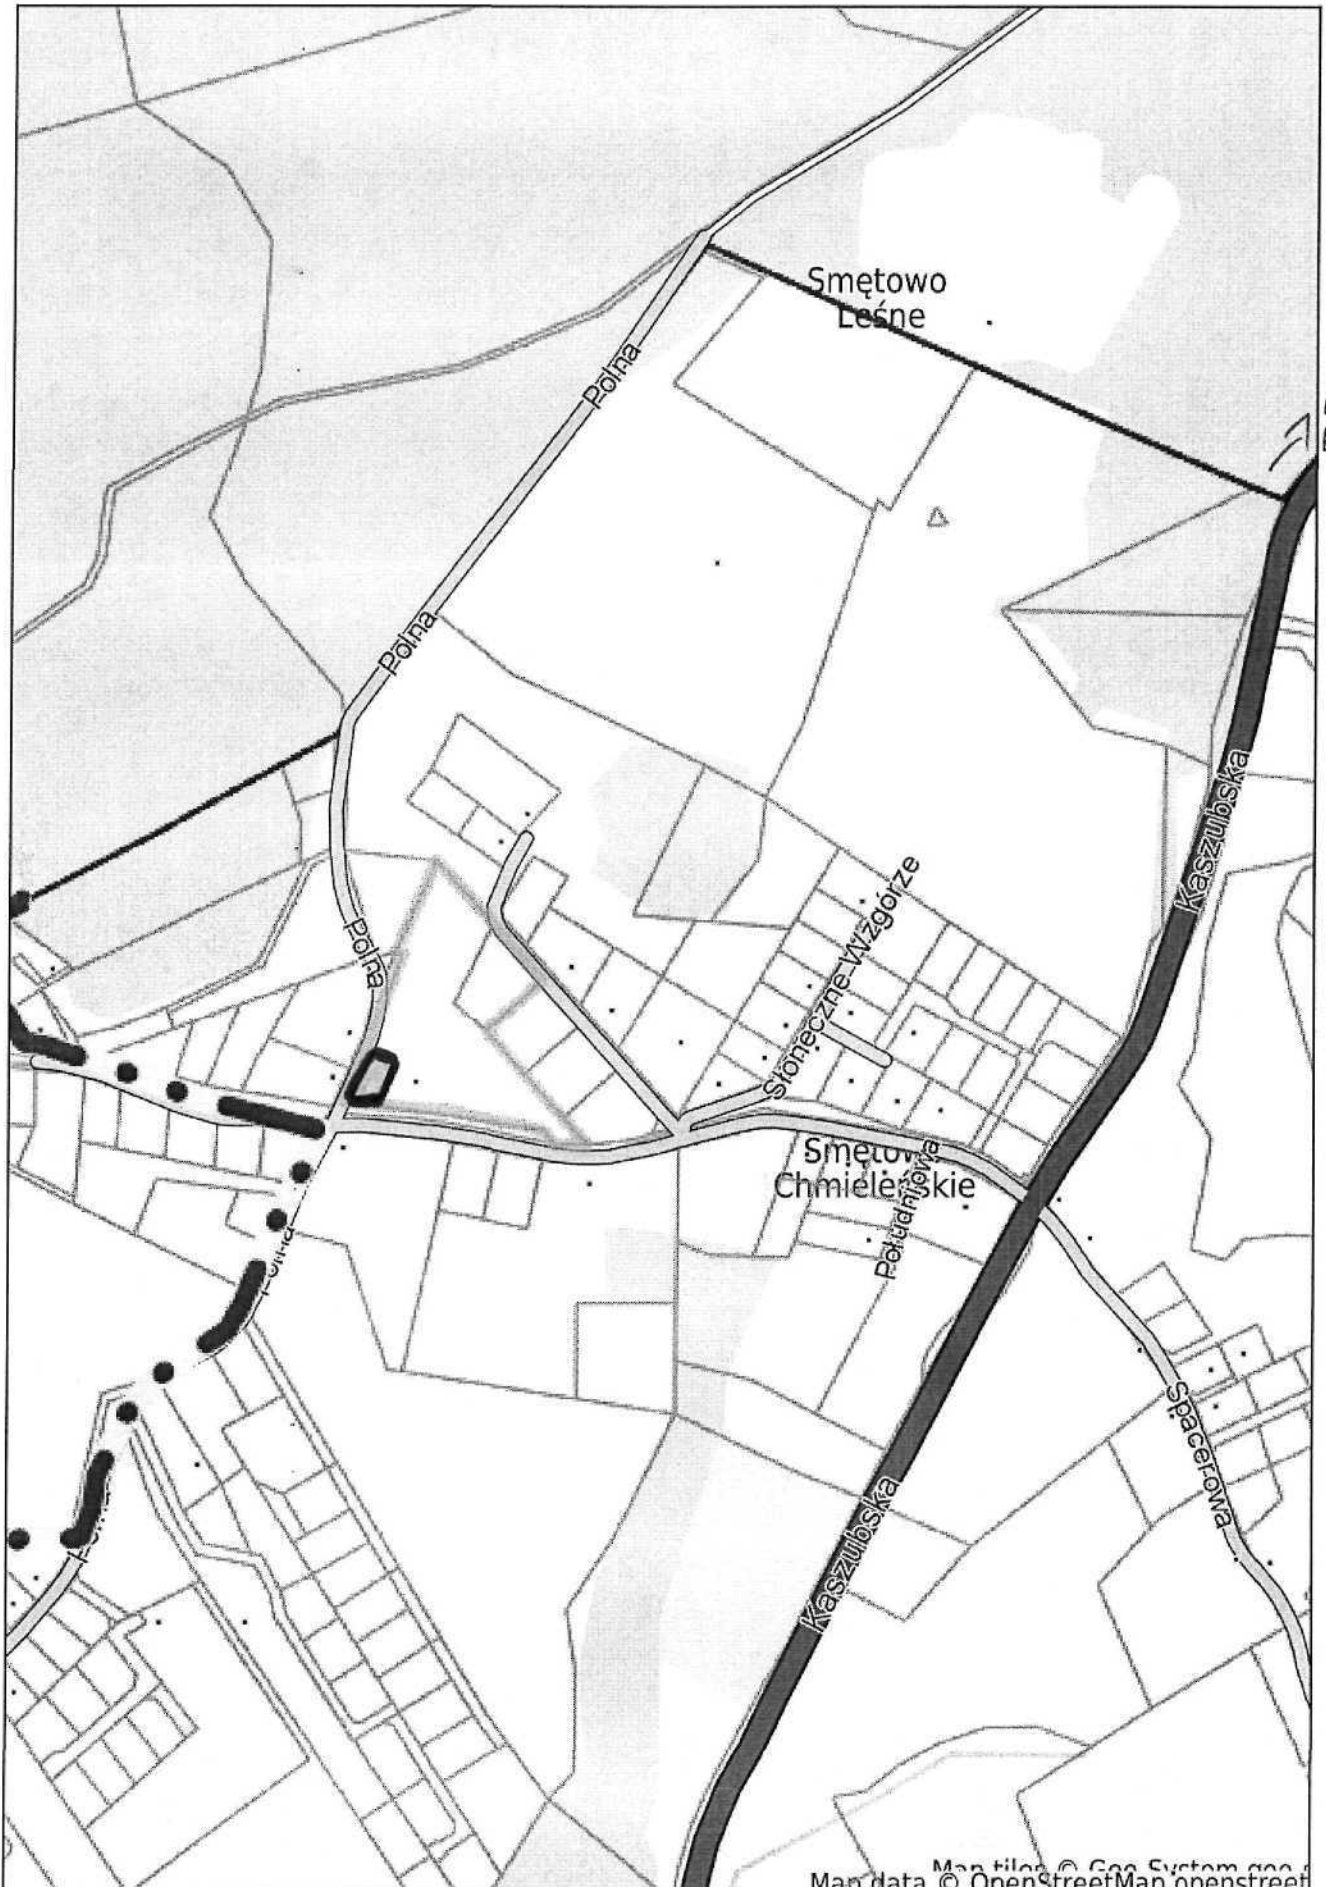 Smętowo
Leśne
Polna
Polna
Kaszubska
Słoneczne Wzgórze
Polna
Smętowo
Chmieleńskie
Południowa
Polna
Spacerowa
Kaszubska
Map tiles © Geo-System
Map data © OpenStreetMap openstreet